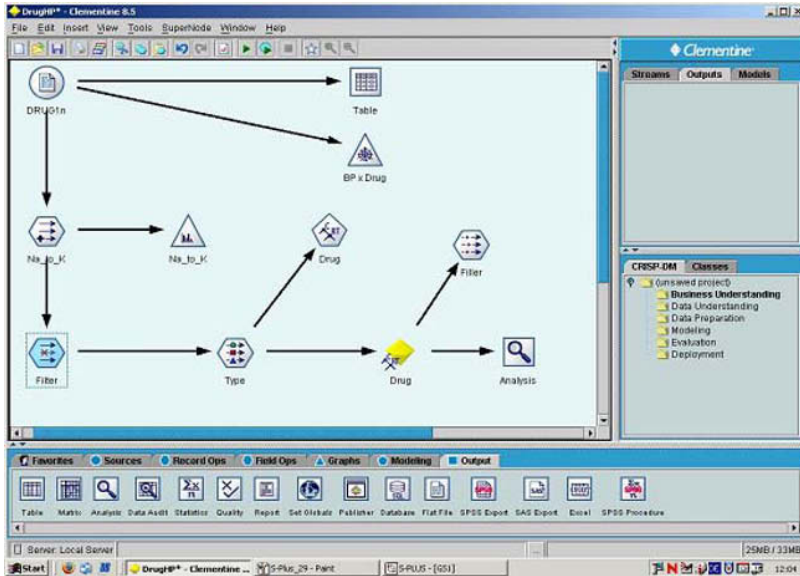 DrugHP* - Clementine 8.5
File Edit Insert View Tools SuperNode Window Help
Clementine
Streams Outputs Models
DRUG1n
Table
BP x Drug
Na_to_K
Na_to_K
Drug
Filler
Filter
Type
Drug
Analysis
CRISP-DM Classes
(unsaved project)
Business Understanding
Data Understanding
Data Preparation
Modeling
Evaluation
Deployment
Favorites Sources Record Ops Field Ops Graphs Modeling Output
Table Matrix Analysis Data Audit Statistics Quality Report Set Globals Publisher Database Flat File SPSS Export SAS Export Excel SPSS Procedure
Server: Local Server
25MB / 33MB
Start DrugHP* - Clementine ... S-Plus_29 - Paint S-PLUS - [GS1] 12:04